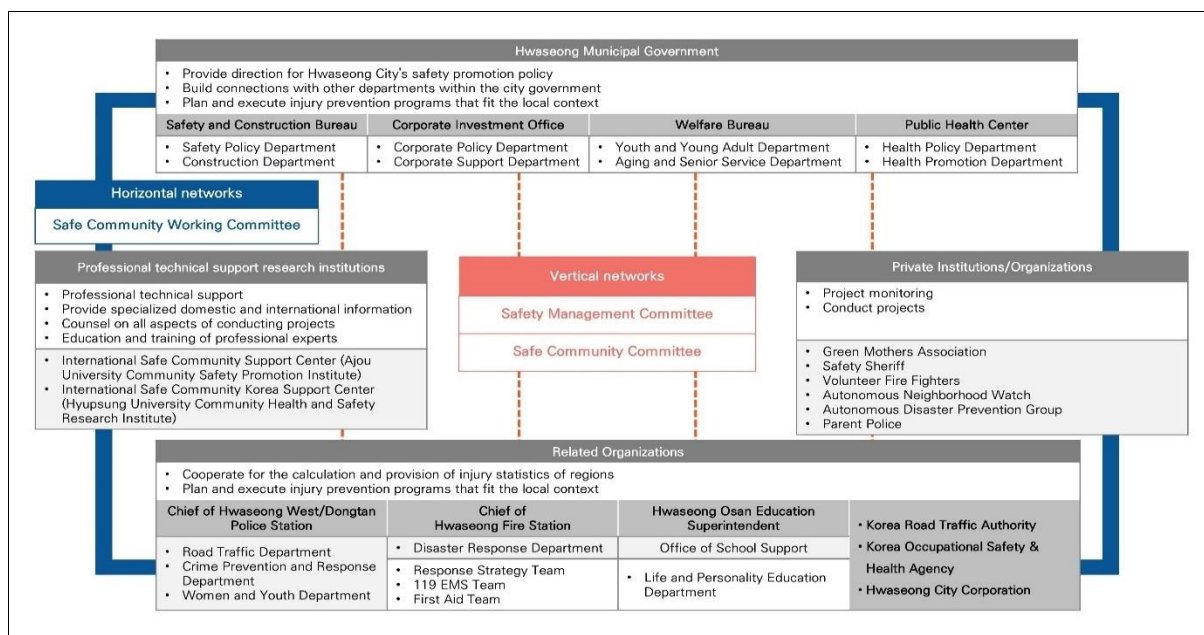 Hwaseong Municipal Government
• Provide direction for Hwaseong City's safety promotion policy
• Build connections with other departments within the city government
• Plan and execute injury prevention programs that fit the local context
Safety and Construction Bureau
• Safety Policy Department
• Construction Department
Corporate Investment Office
• Corporate Policy Department
• Corporate Support Department
Welfare Bureau
• Youth and Young Adult Department
• Aging and Senior Service Department
Public Health Center
• Health Policy Department
• Health Promotion Department
Horizontal networks
Safe Community Working Committee
Professional technical support research institutions
• Professional technical support
• Provide specialized domestic and international information
• Counsel on all aspects of conducting projects
• Education and training of professional experts
• International Safe Community Support Center (Ajou
University Community Safety Promotion Institute)
• International Safe Community Korea Support Center
(Hyupsung University Community Health and Safety
Research Institute)
Vertical networks
Safety Management Committee
Safe Community Committee
Private Institutions/Organizations
• Project monitoring
• Conduct projects
• Green Mothers Association
• Safety Sheriff
• Volunteer Fire Fighters
• Autonomous Neighborhood Watch
• Autonomous Disaster Prevention Group
• Parent Police
Related Organizations
• Cooperate for the calculation and provision of injury statistics of regions
• Plan and execute injury prevention programs that fit the local context
Chief of Hwaseong West/Dongtan
Police Station
• Road Traffic Department
• Crime Prevention and Response
Department
• Women and Youth Department
Chief of
Hwaseong Fire Station
• Disaster Response Department
• Response Strategy Team
• 119 EMS Team
• First Aid Team
Hwaseong Osan Education
Superintendent
Office of School Support
• Life and Personality Education
Department
• Korea Road Traffic Authority
• Korea Occupational Safety &
Health Agency
• Hwaseong City Corporation